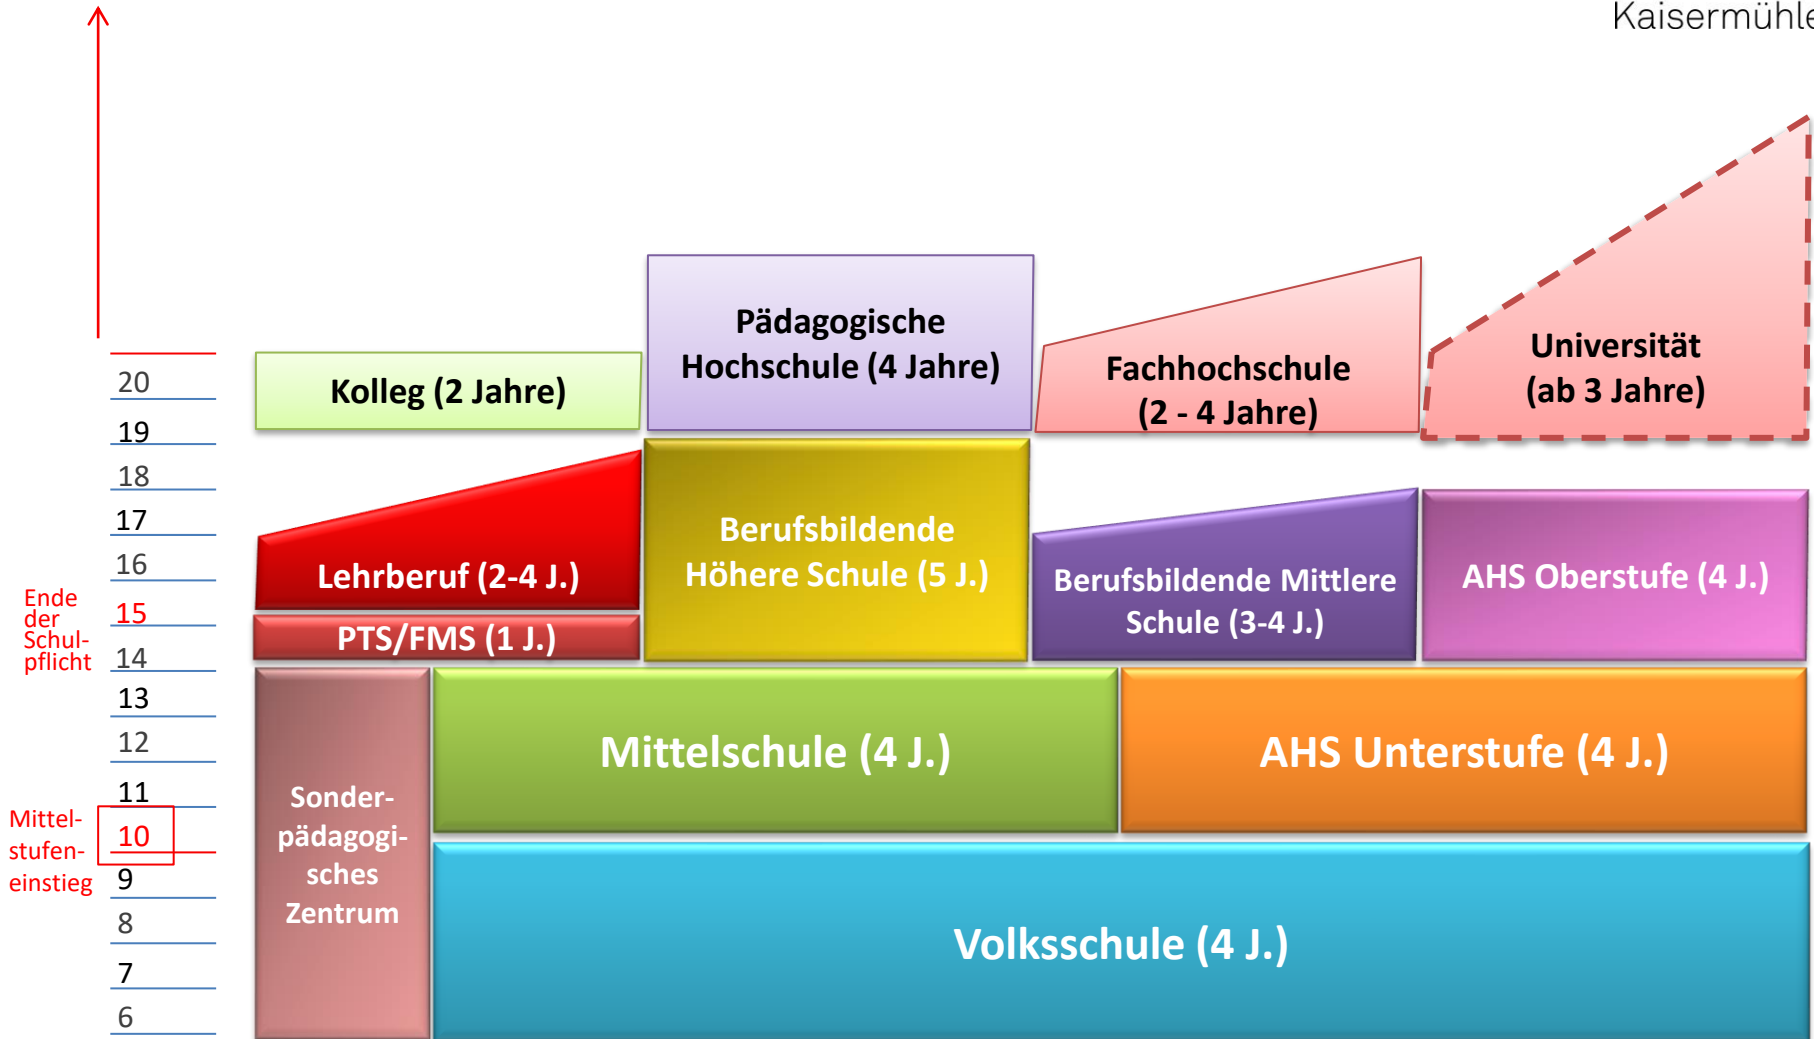 Kaisermühle
Pädagogische
Hochschule (4 Jahre)
Universität
(ab 3 Jahre)
Fachhochschule
(2 - 4 Jahre)
Kolleg (2 Jahre)
20
19
18
17
16
15
14
13
12
11
10
9
8
7
6
Ende
der
Schul-
pflicht
Mittel-
stufen-
einstieg
Lehrberuf (2-4 J.)
PTS/FMS (1 J.)
Berufsbildende
Höhere Schule (5 J.)
Berufsbildende Mittlere
Schule (3-4 J.)
AHS Oberstufe (4 J.)
Sonder-
pädagogi-
sches
Zentrum
Mittelschule (4 J.)
AHS Unterstufe (4 J.)
Volksschule (4 J.)